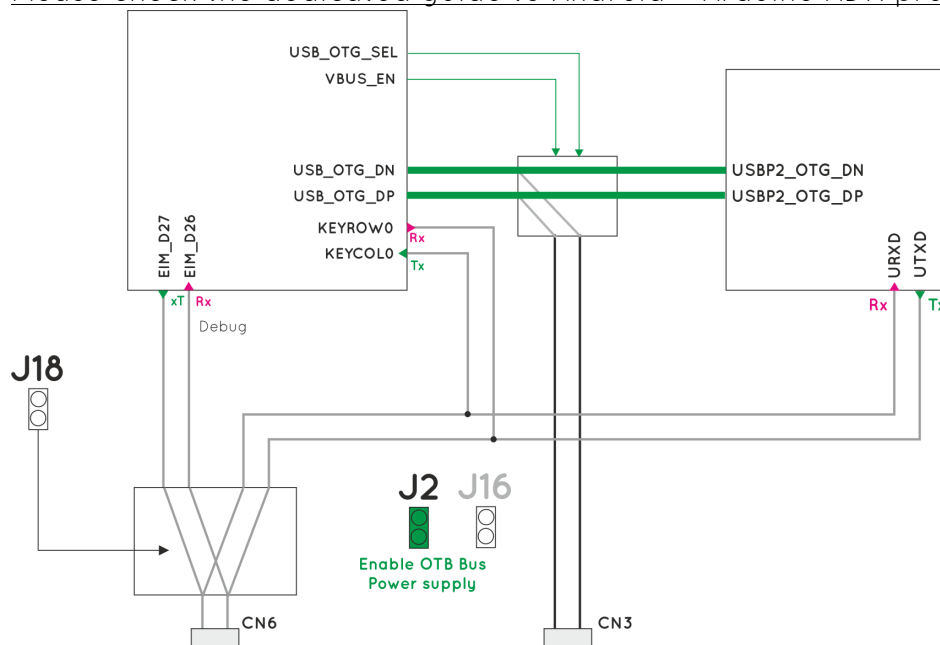 USB_OTG_SEL
VBUS_EN
USB_OTG_DN
USBP2_OTG_DN
USB_OTG_DP
USBP2_OTG_DP
KEYROW0
Rx
KEYCOL0
Tx
EIM_D27
EIM_D26
URXD
UTXD
xT
Rx
Rx
Debug
J18
J2
J16
Enable OTB Bus
Power supply
CN6
CN3